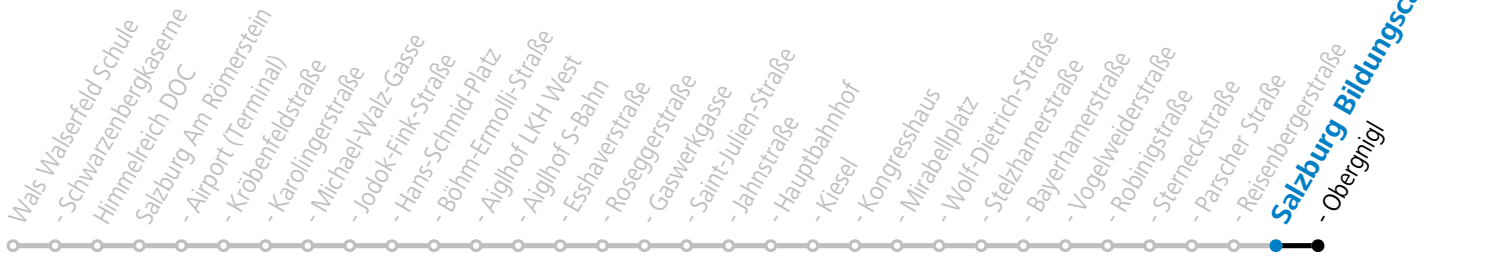 Wals Walserfeld Schule
- Schwarzenbergkaserne
Himmelreich DOC
Salzburg Am Römerstein
- Airport (Terminal)
- Kröbenfeldstraße
- Karolingerstraße
- Michael-Walz-Gasse
- Jodok-Fink-Straße
- Hans-Schmid-Platz
- Böhm-Ermolli-Straße
- Aiglhof LKH West
- Aiglhof S-Bahn
- Esshaverstraße
- Roseggerstraße
- Gaswerkgasse
- Saint-Julien-Straße
- Jahnstraße
- Hauptbahnhof
- Kiesel
- Kongresshaus
- Mirabellplatz
- Wolf-Dietrich-Straße
- Stelzhamerstraße
- Bayerhamerstraße
- Vogelweiderstraße
- Robinigstraße
- Sterneckstraße
- Parscher Straße
- Reisenbergerstraße
Salzburg
- Obergnigl